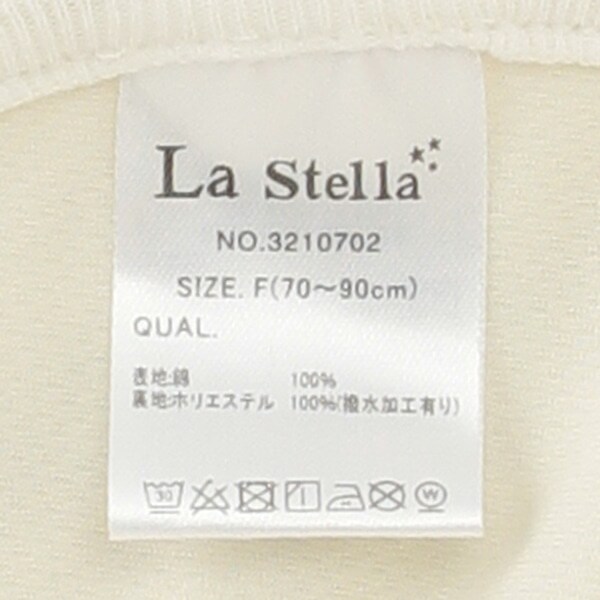 La Stella
NO.3210702
SIZE. F(70〜90cm)
QUAL.
表地:綿 100%
裏地:ポリエステル 100%(撥水加工有り)
30
W